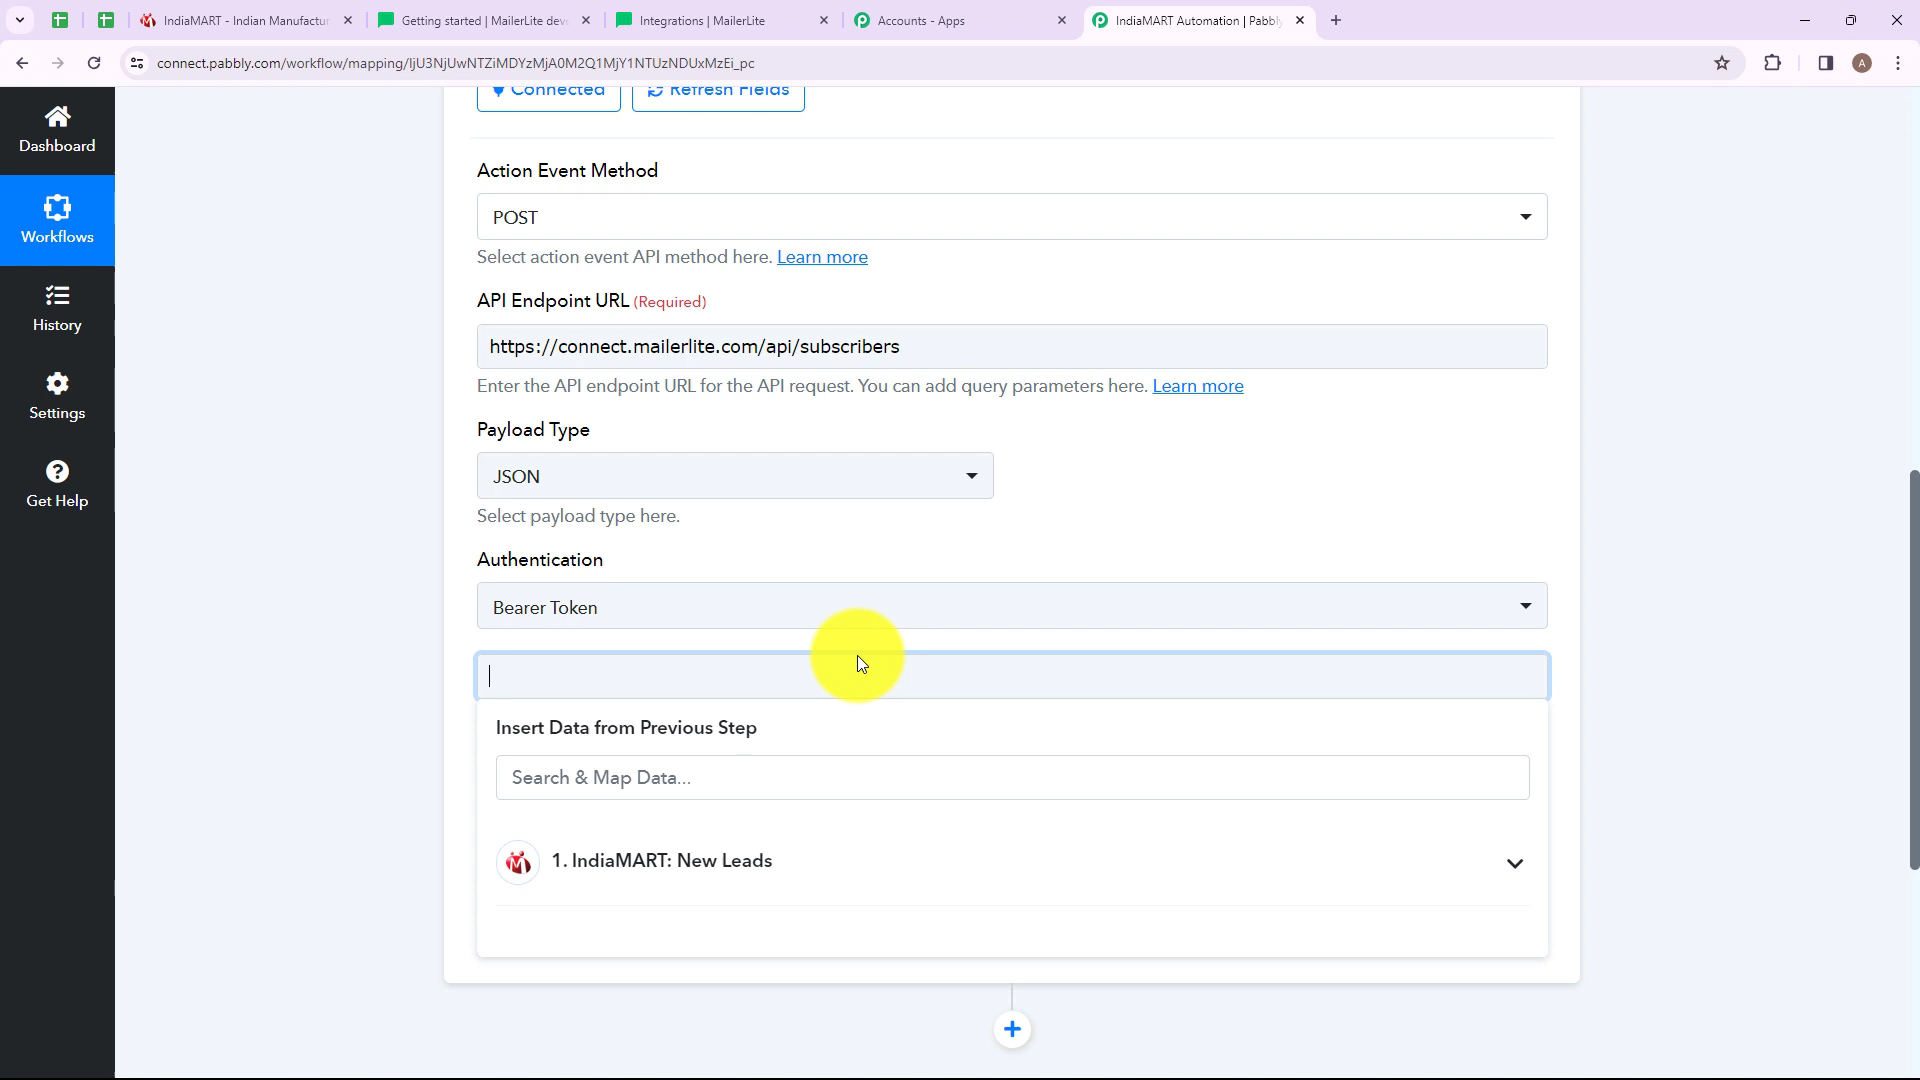 IndiaMART - Indian Manufactur
Getting started | MailerLite dev
Integrations | MailerLite
Accounts - Apps
IndiaMART Automation | Pabbly
connect.pabbly.com/workflow/mapping/IjU3NjUwNTZiMDYzMjA0M2Q1MjY1NTUzNDUxMzEi_pc
A
Dashboard
Workflows
History
Settings
Get Help
Connected
Refresh Fields
Action Event Method
POST
Select action event API method here. Learn more
API Endpoint URL (Required)
https://connect.mailerlite.com/api/subscribers
Enter the API endpoint URL for the API request. You can add query parameters here. Learn more
Payload Type
JSON
Select payload type here.
Authentication
Bearer Token
Insert Data from Previous Step
Search & Map Data...
1. IndiaMART: New Leads